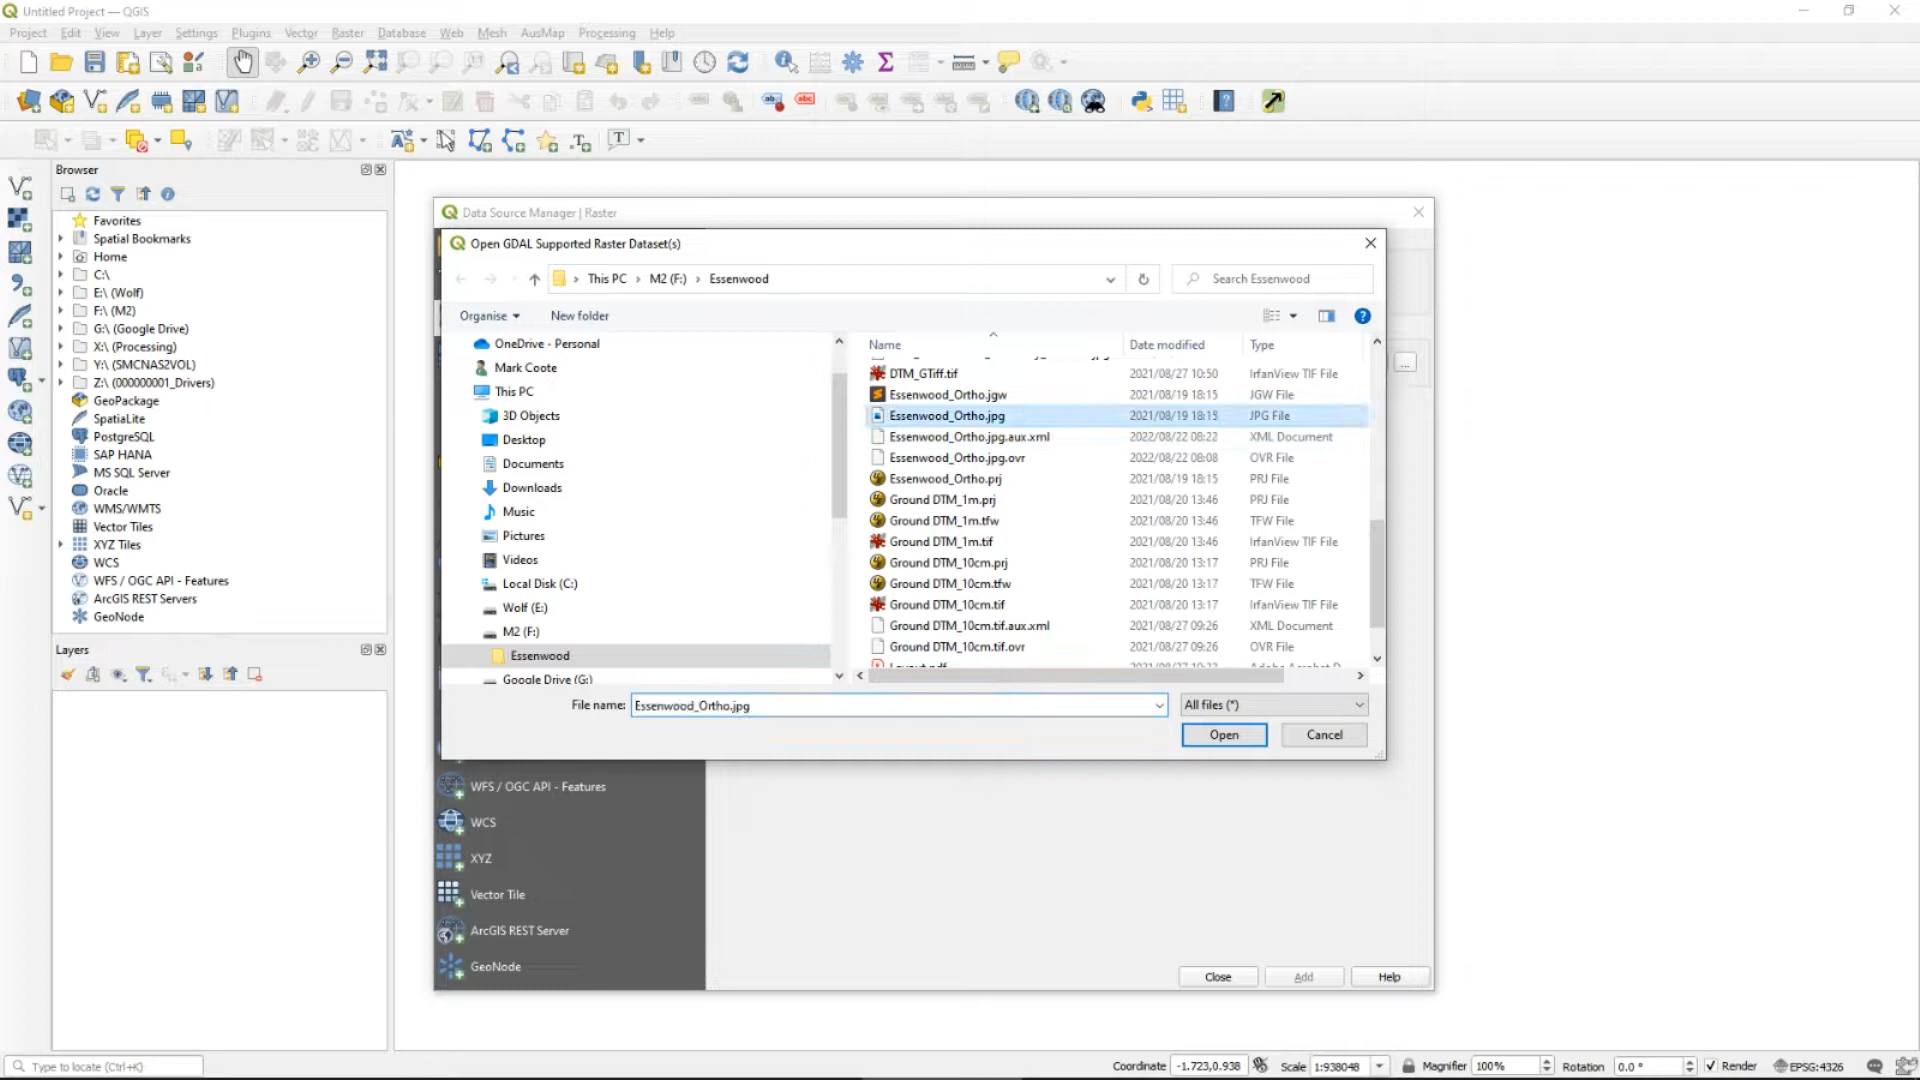 Untitled Project — QGIS
Project Edit View Layer Settings Plugins Vector Raster Database Web Mesh AusMap Processing Help
Browser
Favorites
Spatial Bookmarks
Home
C:\
E:\ (Wolf)
F:\ (M2)
G:\ (Google Drive)
X:\ (Processing)
Y:\ (SMCNAS2VOL)
Z:\ (000000001_Drivers)
GeoPackage
SpatiaLite
PostgreSQL
SAP HANA
MS SQL Server
Oracle
WMS/WMTS
Vector Tiles
XYZ Tiles
WCS
WFS / OGC API - Features
ArcGIS REST Servers
GeoNode
Layers
Data Source Manager | Raster
Open GDAL Supported Raster Dataset(s)
This PC > M2 (F:) > Essenwood
Search Essenwood
Organise New folder
OneDrive - Personal
Mark Coote
This PC
3D Objects
Desktop
Documents
Downloads
Music
Pictures
Videos
Local Disk (C:)
Wolf (E:)
M2 (F:)
Essenwood
Google Drive (G:)
Name Date modified Type
DTM_GTiff.tif 2021/08/27 10:50 IrfanView TIF File
Essenwood_Ortho.jgw 2021/08/19 18:15 JGW File
Essenwood_Ortho.jpg 2021/08/19 18:15 JPG File
Essenwood_Ortho.jpg.aux.xml 2022/08/22 08:22 XML Document
Essenwood_Ortho.jpg.ovr 2022/08/22 08:08 OVR File
Essenwood_Ortho.prj 2021/08/19 18:15 PRJ File
Ground DTM_1m.prj 2021/08/20 13:46 PRJ File
Ground DTM_1m.tfw 2021/08/20 13:46 TFW File
Ground DTM_1m.tif 2021/08/20 13:46 IrfanView TIF File
Ground DTM_10cm.prj 2021/08/20 13:17 PRJ File
Ground DTM_10cm.tfw 2021/08/20 13:17 TFW File
Ground DTM_10cm.tif 2021/08/20 13:17 IrfanView TIF File
Ground DTM_10cm.tif.aux.xml 2021/08/27 09:26 XML Document
Ground DTM_10cm.tif.ovr 2021/08/27 09:26 OVR File
File name: Essenwood_Ortho.jpg
All files (*)
Open Cancel
WFS / OGC API - Features
WCS
XYZ
Vector Tile
ArcGIS REST Server
GeoNode
Close Add Help
Type to locate (Ctrl+K)
Coordinate -1.723,0.938 Scale 1:938048 Magnifier 100% Rotation 0.0 ° Render EPSG:4326